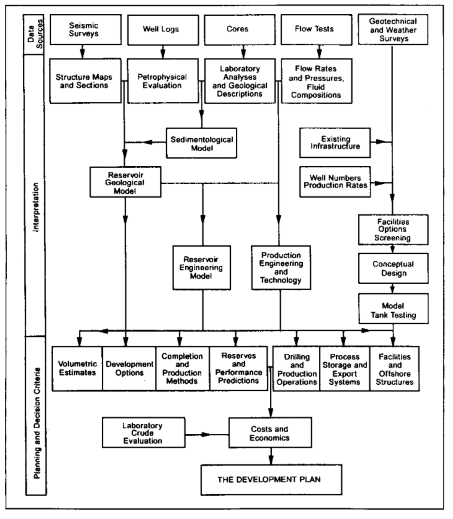 Data
Sources
Seismic
Surveys
Well Logs
Cores
Flow Tests
Geotechnical
and Weather
Surveys
Interpretation
Structure Maps
and Sections
Petrophysical
Evaluation
Laboratory
Analyses
and Geological
Descriptions
Flow Rates
and Pressures,
Fluid
Compositions
Sedimentological
Model
Existing
Infrastructure
Reservoir
Geological
Model
Well Numbers
Production Rates
Facilities
Options
Screening
Reservoir
Engineering
Model
Production
Engineering
and
Technology
Conceptual
Design
Model
Tank Testing
Planning and Decision Criteria
Volumetric
Estimates
Development
Options
Completion
and
Production
Methods
Reserves
and
Performance
Predictions
Drilling
and
Production
Operations
Process
Storage and
Export
Systems
Facilities
and
Offshore
Structures
Laboratory
Crude
Evaluation
Costs and
Economics
THE DEVELOPMENT PLAN